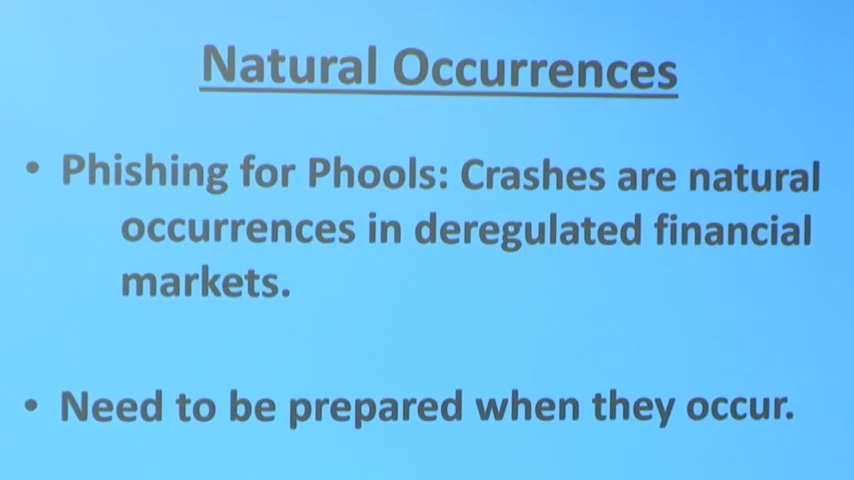 Natural Occurrences
• Phishing for Phools: Crashes are natural
occurrences in deregulated financial
markets.
• Need to be prepared when they occur.